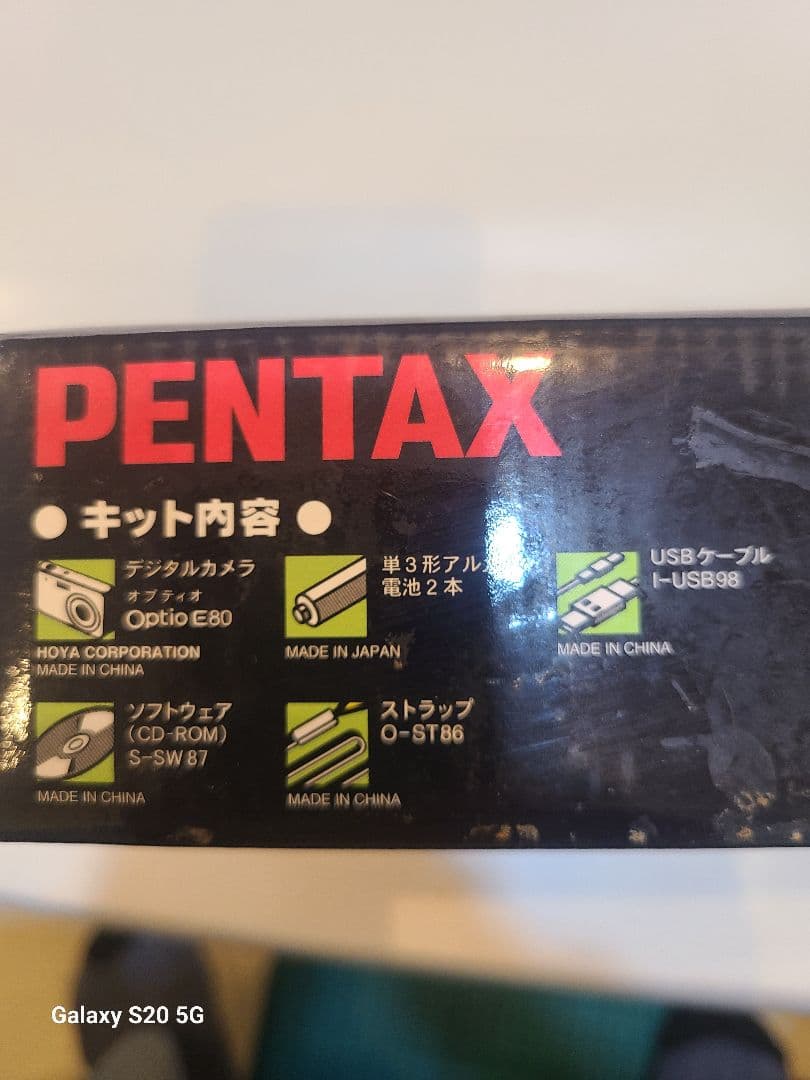 PENTAX
● キット内容 ●
デジタルカメラ
オプティオ
Optio E80
HOYA CORPORATION
MADE IN CHINA
単3形アル
電池2本
MADE IN JAPAN
USBケーブル
I-USB98
MADE IN CHINA
ソフトウェア
(CD-ROM)
S-SW87
MADE IN CHINA
ストラップ
O-ST86
MADE IN CHINA
Galaxy S20 5G